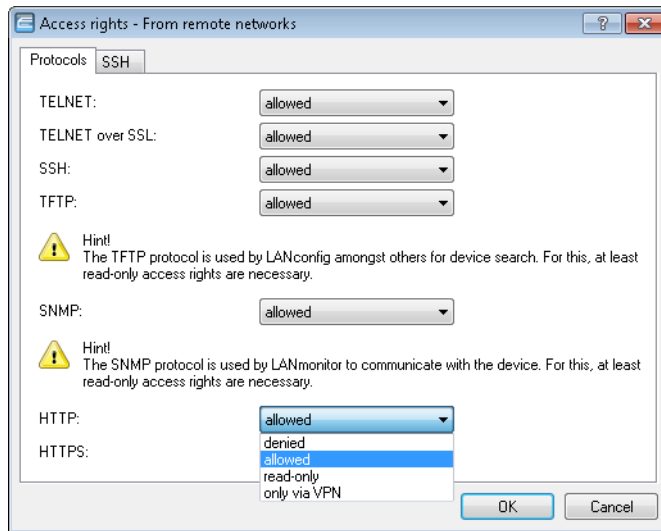 Access rights - From remote networks
Protocols SSH
TELNET: allowed
TELNET over SSL: allowed
SSH: allowed
TFTP: allowed
Hint!
The TFTP protocol is used by LANconfig amongst others for device search. For this, at least
read-only access rights are necessary.
SNMP: allowed
Hint!
The SNMP protocol is used by LANmonitor to communicate with the device. For this, at least
read-only access rights are necessary.
HTTP: allowed
denied
HTTPS: allowed
read-only
only via VPN
OK Cancel